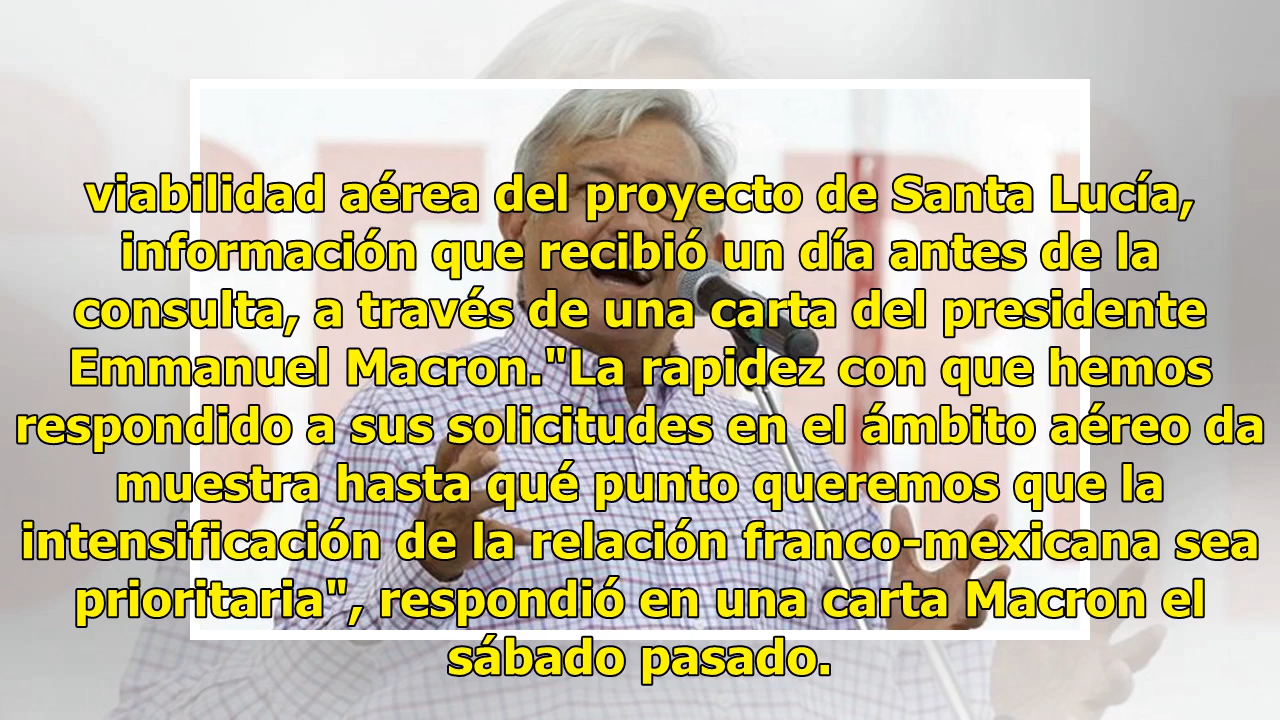 viabilidad aérea del proyecto de Santa Lucía,
información que recibió un día antes de la
consulta, a través de una carta del presidente
Emmanuel Macron."La rapidez con que hemos
respondido a sus solicitudes en el ámbito aéreo da
muestra hasta qué punto queremos que la
intensificación de la relación franco-mexicana sea
prioritaria", respondió en una carta Macron el
sábado pasado.